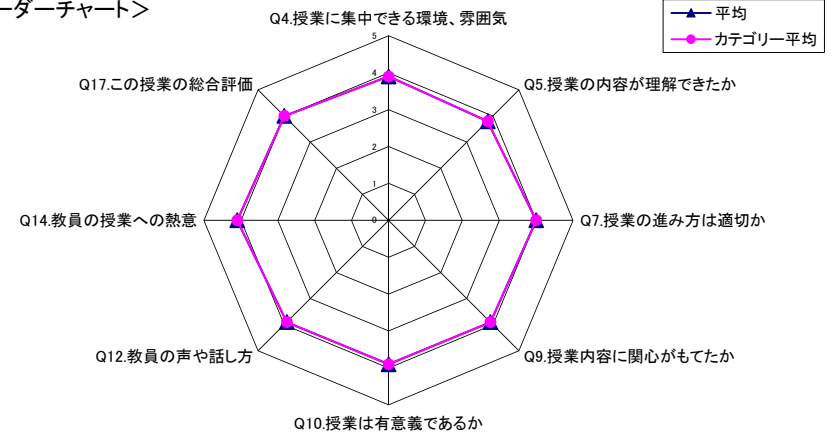 ーダーチャート＞
平均
カテゴリー平均
Q4.授業に集中できる環境、雰囲気
Q5.授業の内容が理解できたか
Q7.授業の進み方は適切か
Q9.授業内容に関心がもてたか
Q10.授業は有意義であるか
Q12.教員の声や話し方
Q14.教員の授業への熱意
Q17.この授業の総合評価
5
4
3
2
1
0